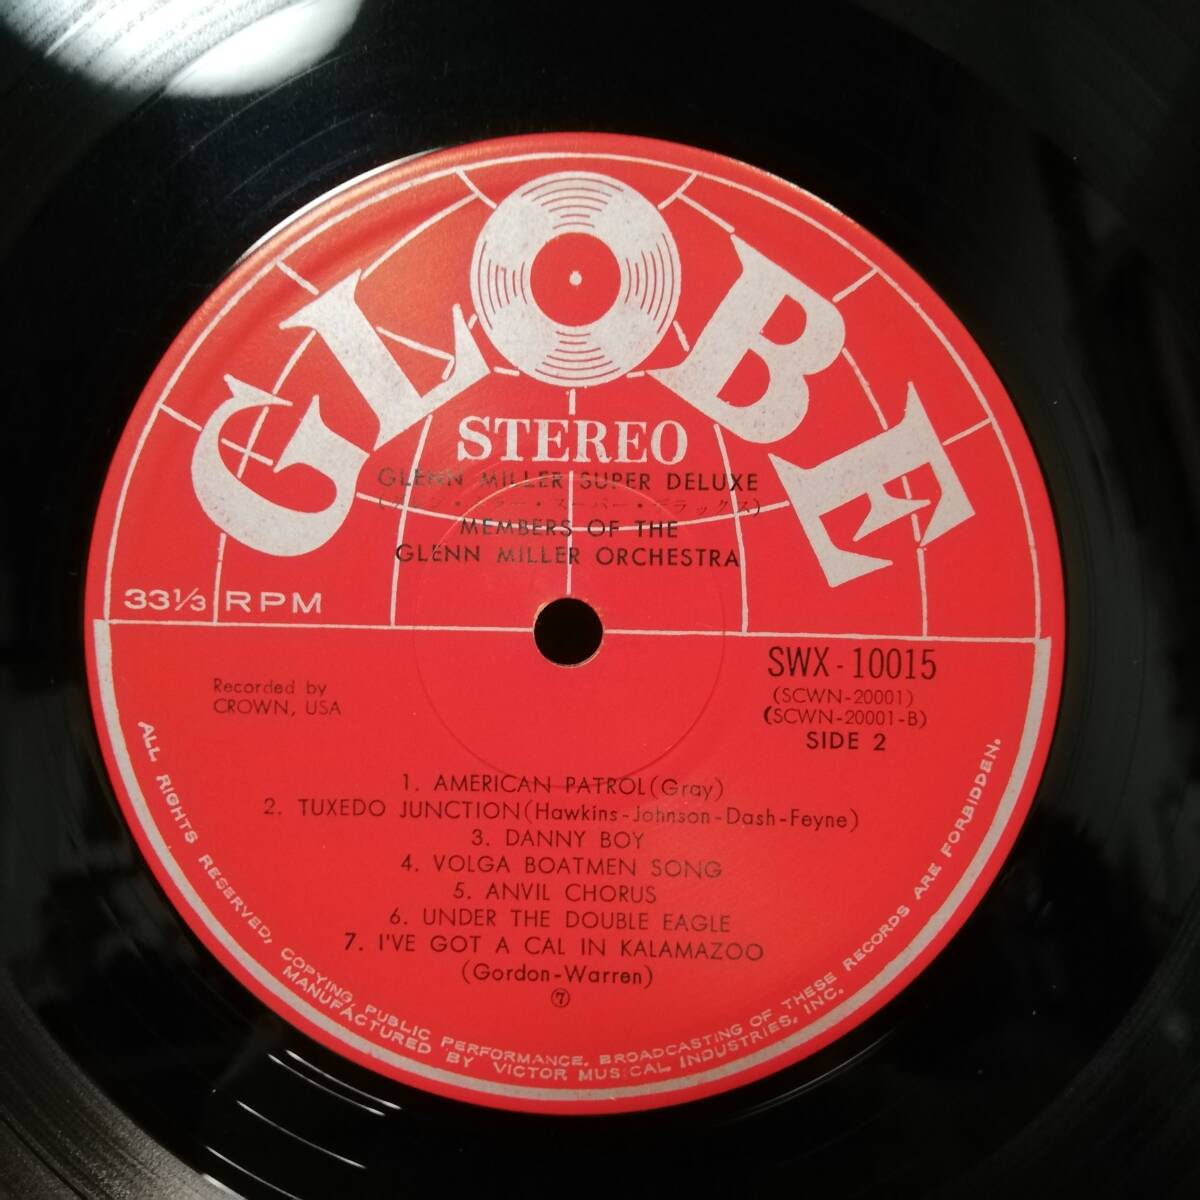 GLOBE
STEREO
GLENN MILLER SUPER DELUXE
(グレン・ミラー・スーパー・デラックス)
MEMBERS OF THE
GLENN MILLER ORCHESTRA
33⅓ RPM
SWX-10015
(SCWN-20001)
(SCWN-20001-B)
SIDE 2
Recorded by
CROWN, USA
1. AMERICAN PATROL (Gray)
2. TUXEDO JUNCTION (Hawkins-Johnson-Dash-Feyne)
3. DANNY BOY
4. VOLGA BOATMEN SONG
5. ANVIL CHORUS
6. UNDER THE DOUBLE EAGLE
7. I'VE GOT A CAL IN KALAMAZOO
(Gordon-Warren)
⑦
ALL RIGHTS RESERVED, COPYING, PUBLIC PERFORMANCE, BROADCASTING OF THESE RECORDS ARE FORBIDDEN.
MANUFACTURED BY VICTOR MUSICAL INDUSTRIES, INC.